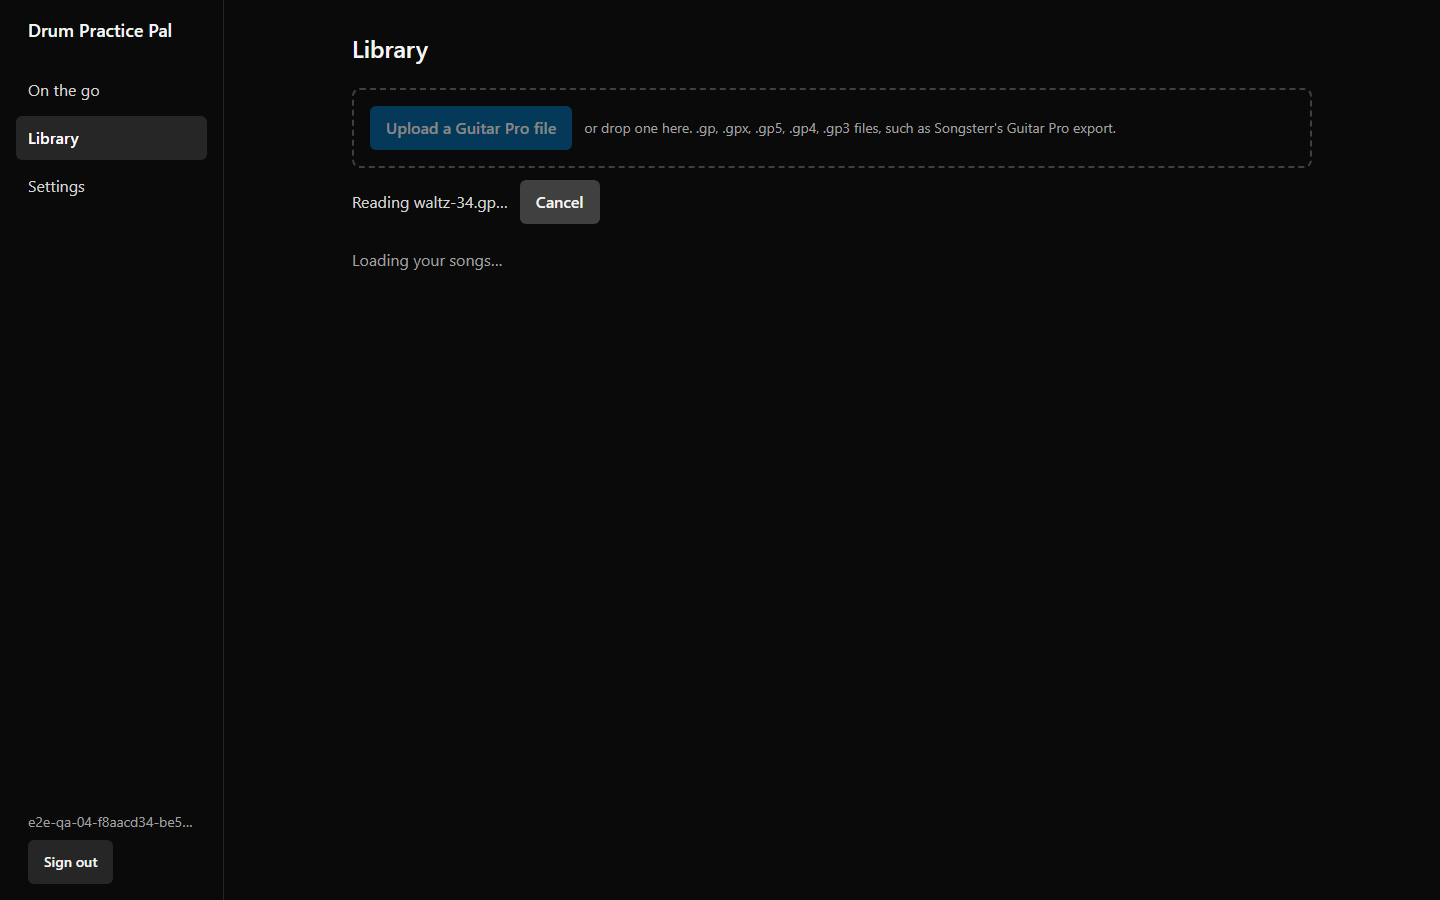 Drum Practice Pal
On the go
Library
Settings
Library
Upload a Guitar Pro file or drop one here. .gp, .gpx, .gp5, .gp4, .gp3 files, such as Songsterr's Guitar Pro export.
Reading waltz-34.gp... Cancel
Loading your songs...
e2e-qa-04-f8aacd34-be5...
Sign out